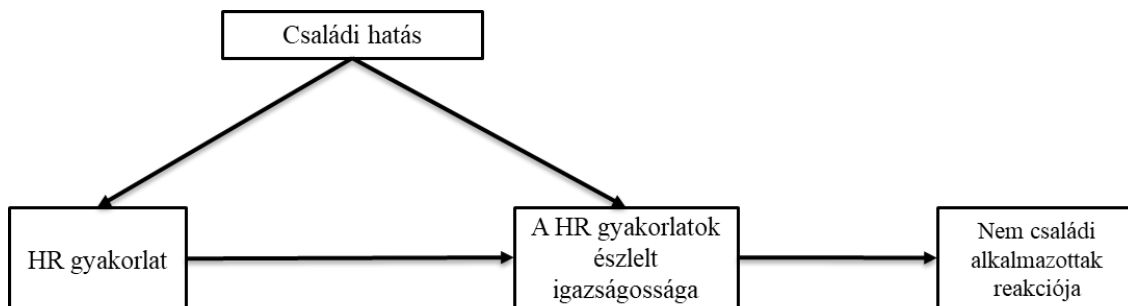 Családi hatás
HR gyakorlat
A HR gyakorlatok
észlelt
igazságossága
Nem családi
alkalmazottak
reakciója